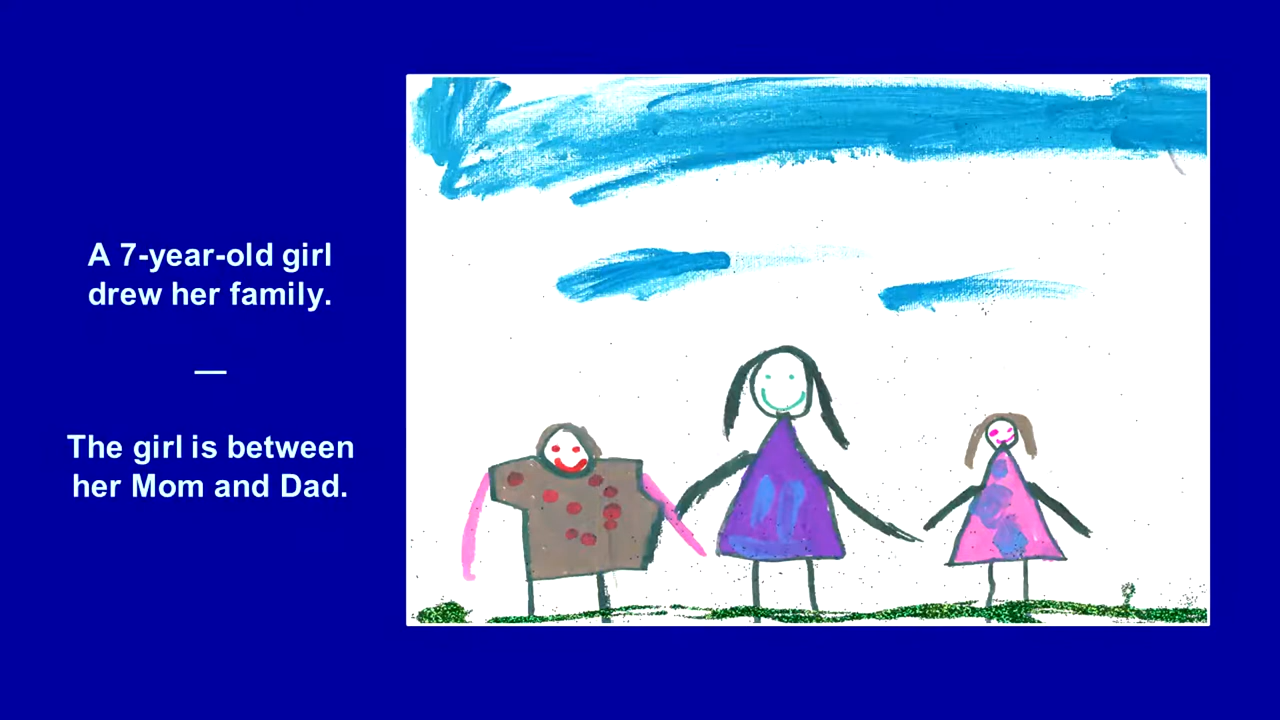 A 7-year-old girl
drew her family.
—
The girl is between
her Mom and Dad.